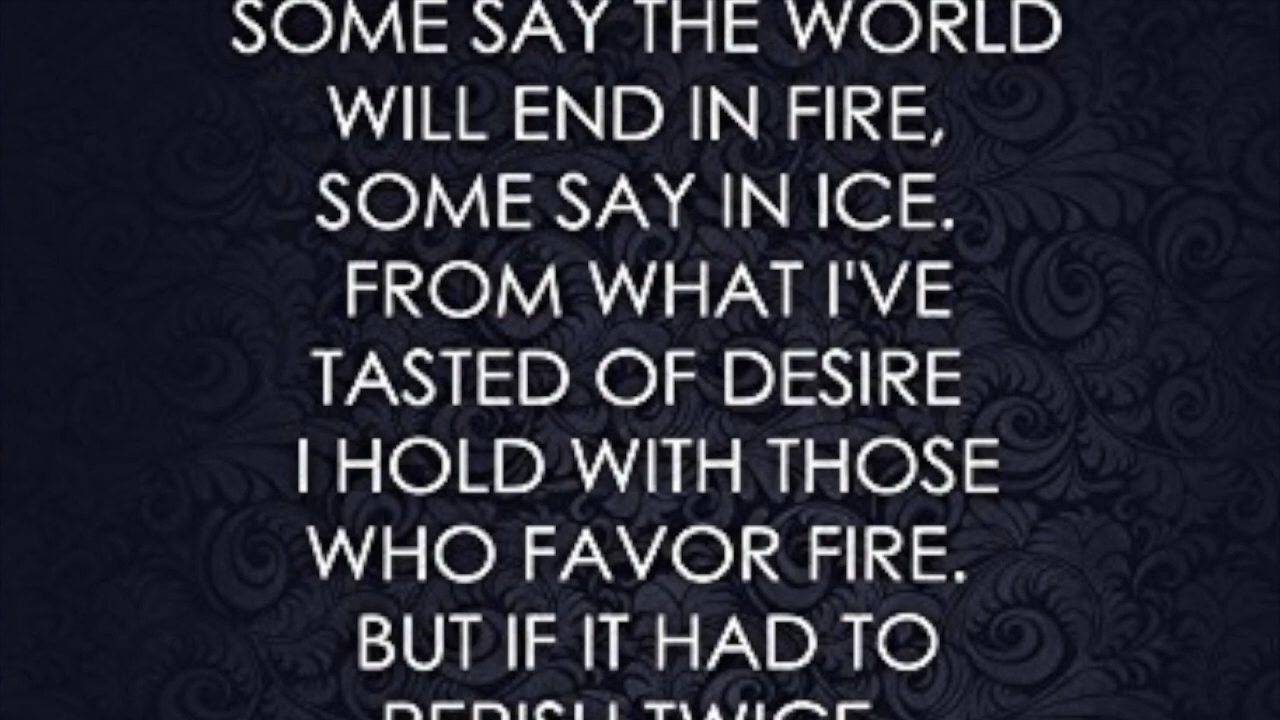 SOME SAY THE WORLD
WILL END IN FIRE,
SOME SAY IN ICE.
FROM WHAT I'VE
TASTED OF DESIRE
I HOLD WITH THOSE
WHO FAVOR FIRE.
BUT IF IT HAD TO
PERISH TWICE